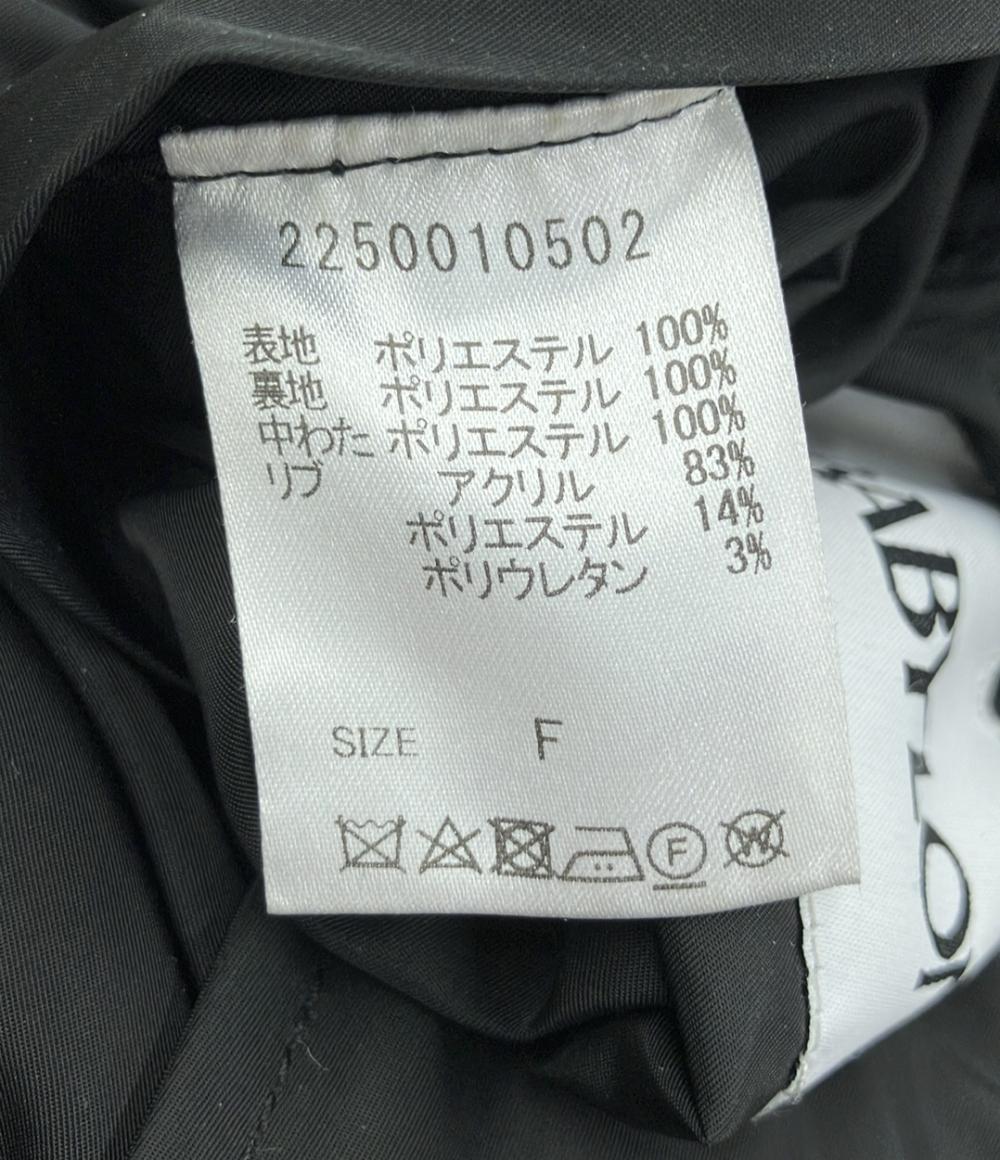 2250010502
表地 ポリエステル 100%
裏地 ポリエステル 100%
中わた ポリエステル 100%
リブ アクリル 83%
ポリエステル 14%
ポリウレタン 3%
SIZE F
F W